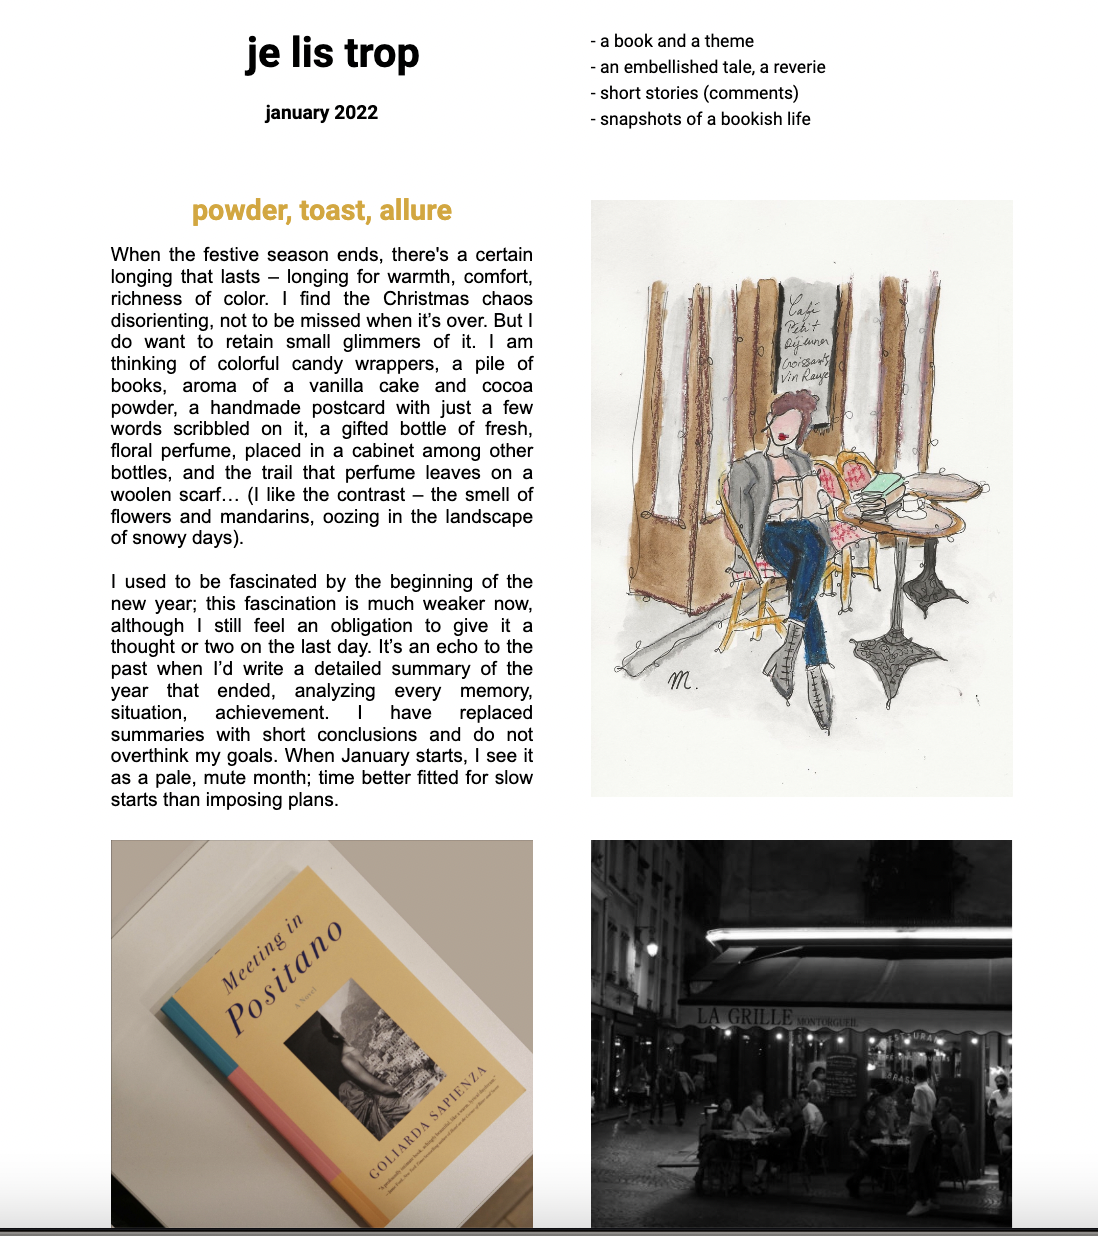 je lis trop
january 2022
- a book and a theme
- an embellished tale, a reverie
- short stories (comments)
- snapshots of a bookish life
powder, toast, allure
When the festive season ends, there's a certain
longing that lasts – longing for warmth, comfort,
richness of color. I find the Christmas chaos
disorienting, not to be missed when it’s over. But I
do want to retain small glimmers of it. I am
thinking of colorful candy wrappers, a pile of
books, aroma of a vanilla cake and cocoa
powder, a handmade postcard with just a few
words scribbled on it, a gifted bottle of fresh,
floral perfume, placed in a cabinet among other
bottles, and the trail that perfume leaves on a
woolen scarf… (I like the contrast – the smell of
flowers and mandarins, oozing in the landscape
of snowy days).
I used to be fascinated by the beginning of the
new year; this fascination is much weaker now,
although I still feel an obligation to give it a
thought or two on the last day. It’s an echo to the
past when I’d write a detailed summary of the
year that ended, analyzing every memory,
situation, achievement. I have replaced
summaries with short conclusions and do not
overthink my goals. When January starts, I see it
as a pale, mute month; time better fitted for slow
starts than imposing plans.
Café
Petit
Déjeuner
Croissants
Vin Rouge
M.
Meeting in
Positano
A Novel
GOLIARDA SAPIENZA
LA GRILLE MONTORGUEIL